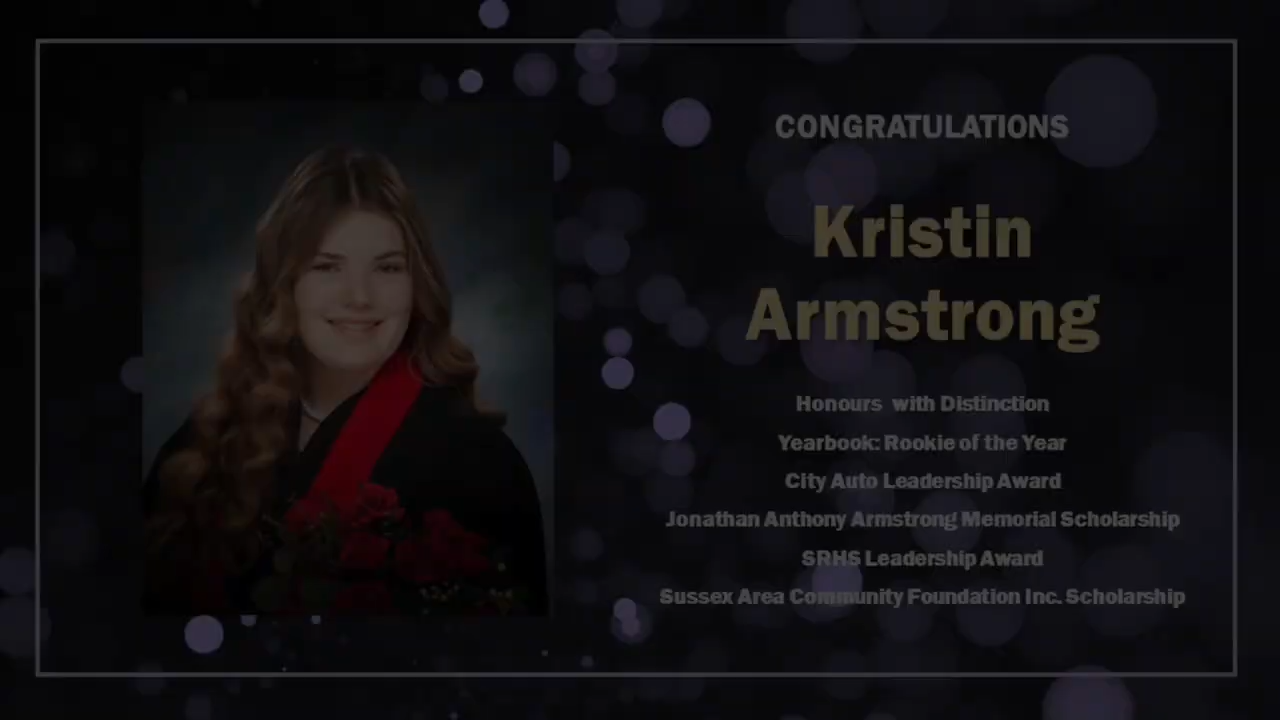 CONGRATULATIONS
Kristin
Armstrong
Honours with Distinction
Yearbook: Rookie of the Year
City Auto Leadership Award
Jonathan Anthony Armstrong Memorial Scholarship
SRHS Leadership Award
Sussex Area Community Foundation Inc. Scholarship